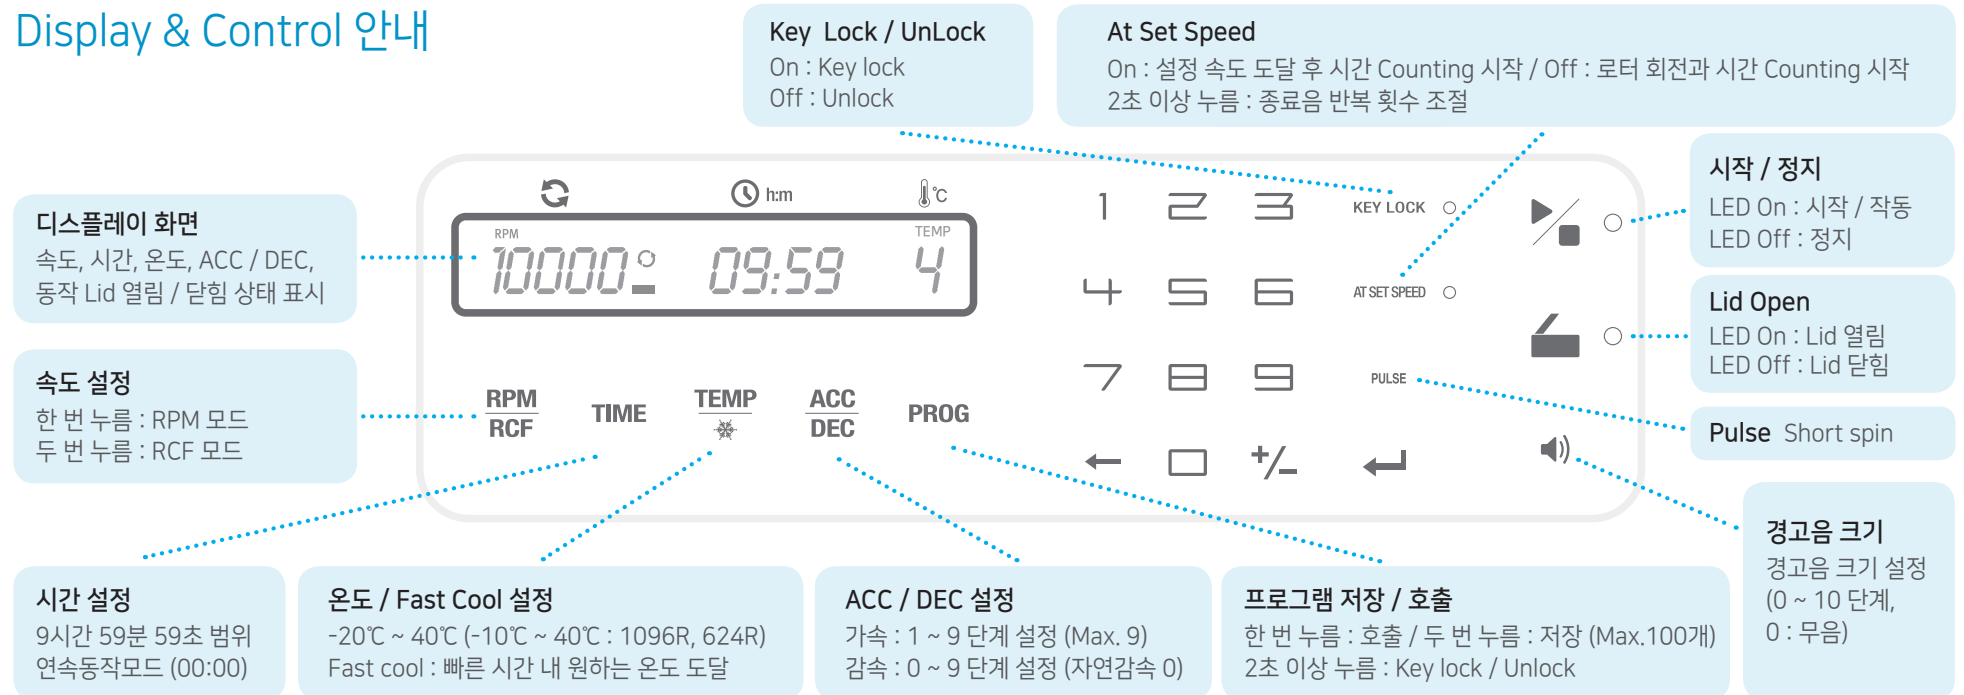 Display & Control 안내
Key Lock / UnLock
On : Key lock
Off : Unlock
At Set Speed
On : 설정 속도 도달 후 시간 Counting 시작 / Off : 로터 회전과 시간 Counting 시작
2초 이상 누름 : 종료음 반복 횟수 조절
디스플레이 화면
속도, 시간, 온도, ACC / DEC,
동작 Lid 열림 / 닫힘 상태 표시
속도 설정
한 번 누름 : RPM 모드
두 번 누름 : RCF 모드
h:m
℃
RPM
TEMP
10000
09:59
4
RPM
RCF
TIME
TEMP
ACC
DEC
PROG
1 2 3
KEY LOCK
4 5 6
AT SET SPEED
7 8 9
PULSE
← 0 +/-
시작 / 정지
LED On : 시작 / 작동
LED Off : 정지
Lid Open
LED On : Lid 열림
LED Off : Lid 닫힘
Pulse Short spin
경고음 크기
경고음 크기 설정
(0 ~ 10 단계,
0 : 무음)
시간 설정
9시간 59분 59초 범위
연속동작모드 (00:00)
온도 / Fast Cool 설정
-20℃ ~ 40℃ (-10℃ ~ 40℃ : 1096R, 624R)
Fast cool : 빠른 시간 내 원하는 온도 도달
ACC / DEC 설정
가속 : 1 ~ 9 단계 설정 (Max. 9)
감속 : 0 ~ 9 단계 설정 (자연감속 0)
프로그램 저장 / 호출
한 번 누름 : 호출 / 두 번 누름 : 저장 (Max.100개)
2초 이상 누름 : Key lock / Unlock